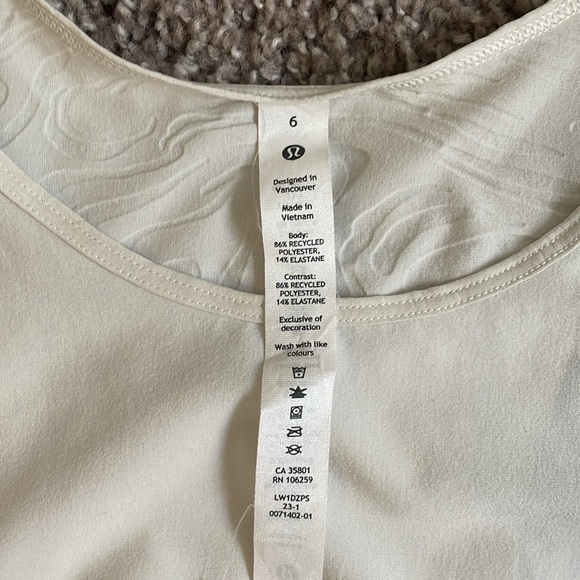 6
Designed in
Vancouver
Made in
Vietnam
Body:
86% RECYCLED
POLYESTER,
14% ELASTANE
Contrast:
86% RECYCLED
POLYESTER,
14% ELASTANE
Exclusive of
decoration
Wash with like
colours
CA 35801
RN 106259
LW1DZPS
23-1
0071402-01